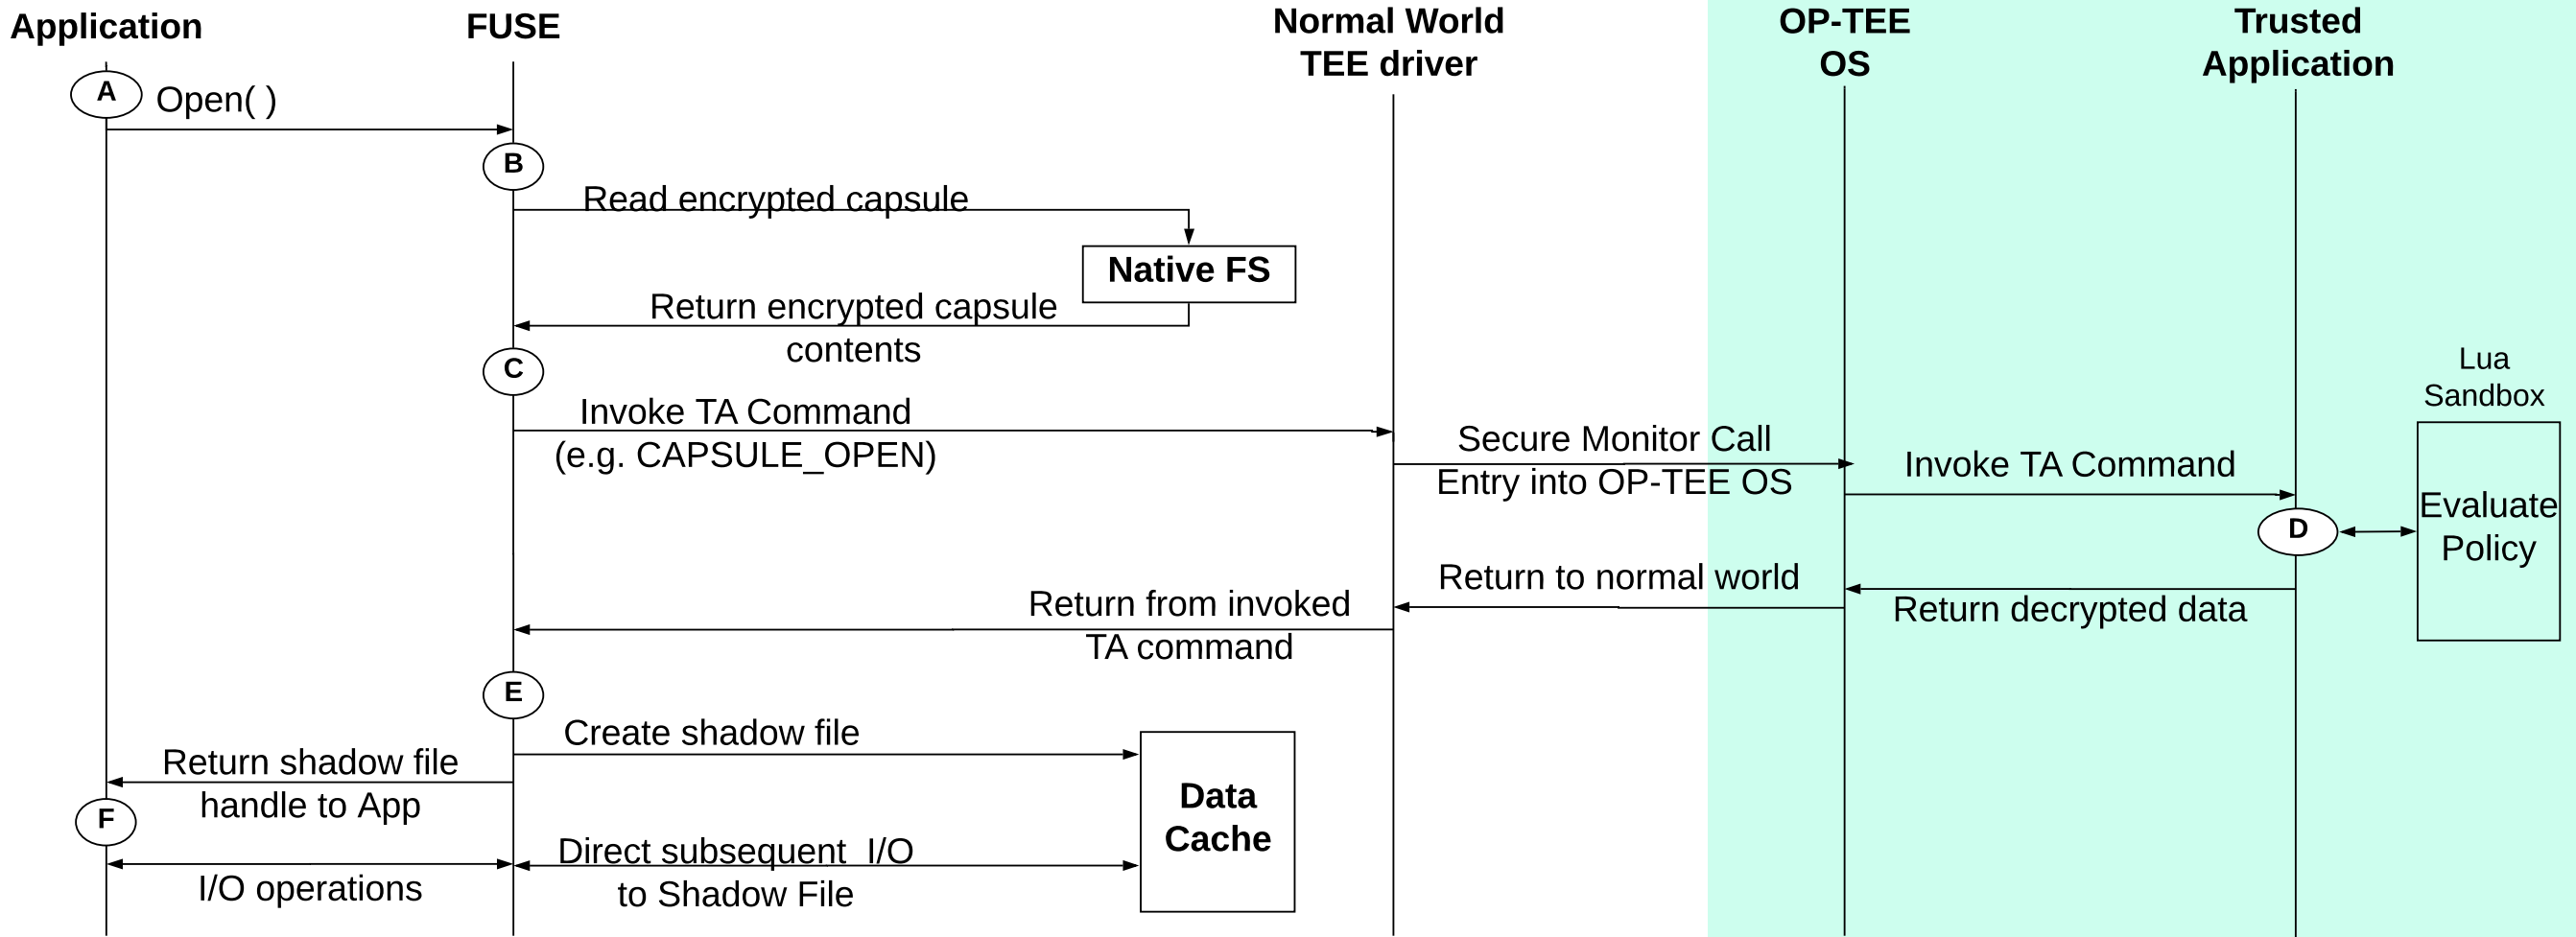 Application
FUSE
Normal World
TEE driver
OP-TEE
OS
Trusted
Application
A
Open( )
B
Read encrypted capsule
Native FS
Return encrypted capsule
contents
C
Invoke TA Command
(e.g. CAPSULE_OPEN)
Secure Monitor Call
Entry into OP-TEE OS
Invoke TA Command
Lua
Sandbox
Evaluate
Policy
D
Return decrypted data
Return to normal world
Return from invoked
TA command
E
Create shadow file
Return shadow file
handle to App
Data
Cache
F
Direct subsequent I/O
to Shadow File
I/O operations